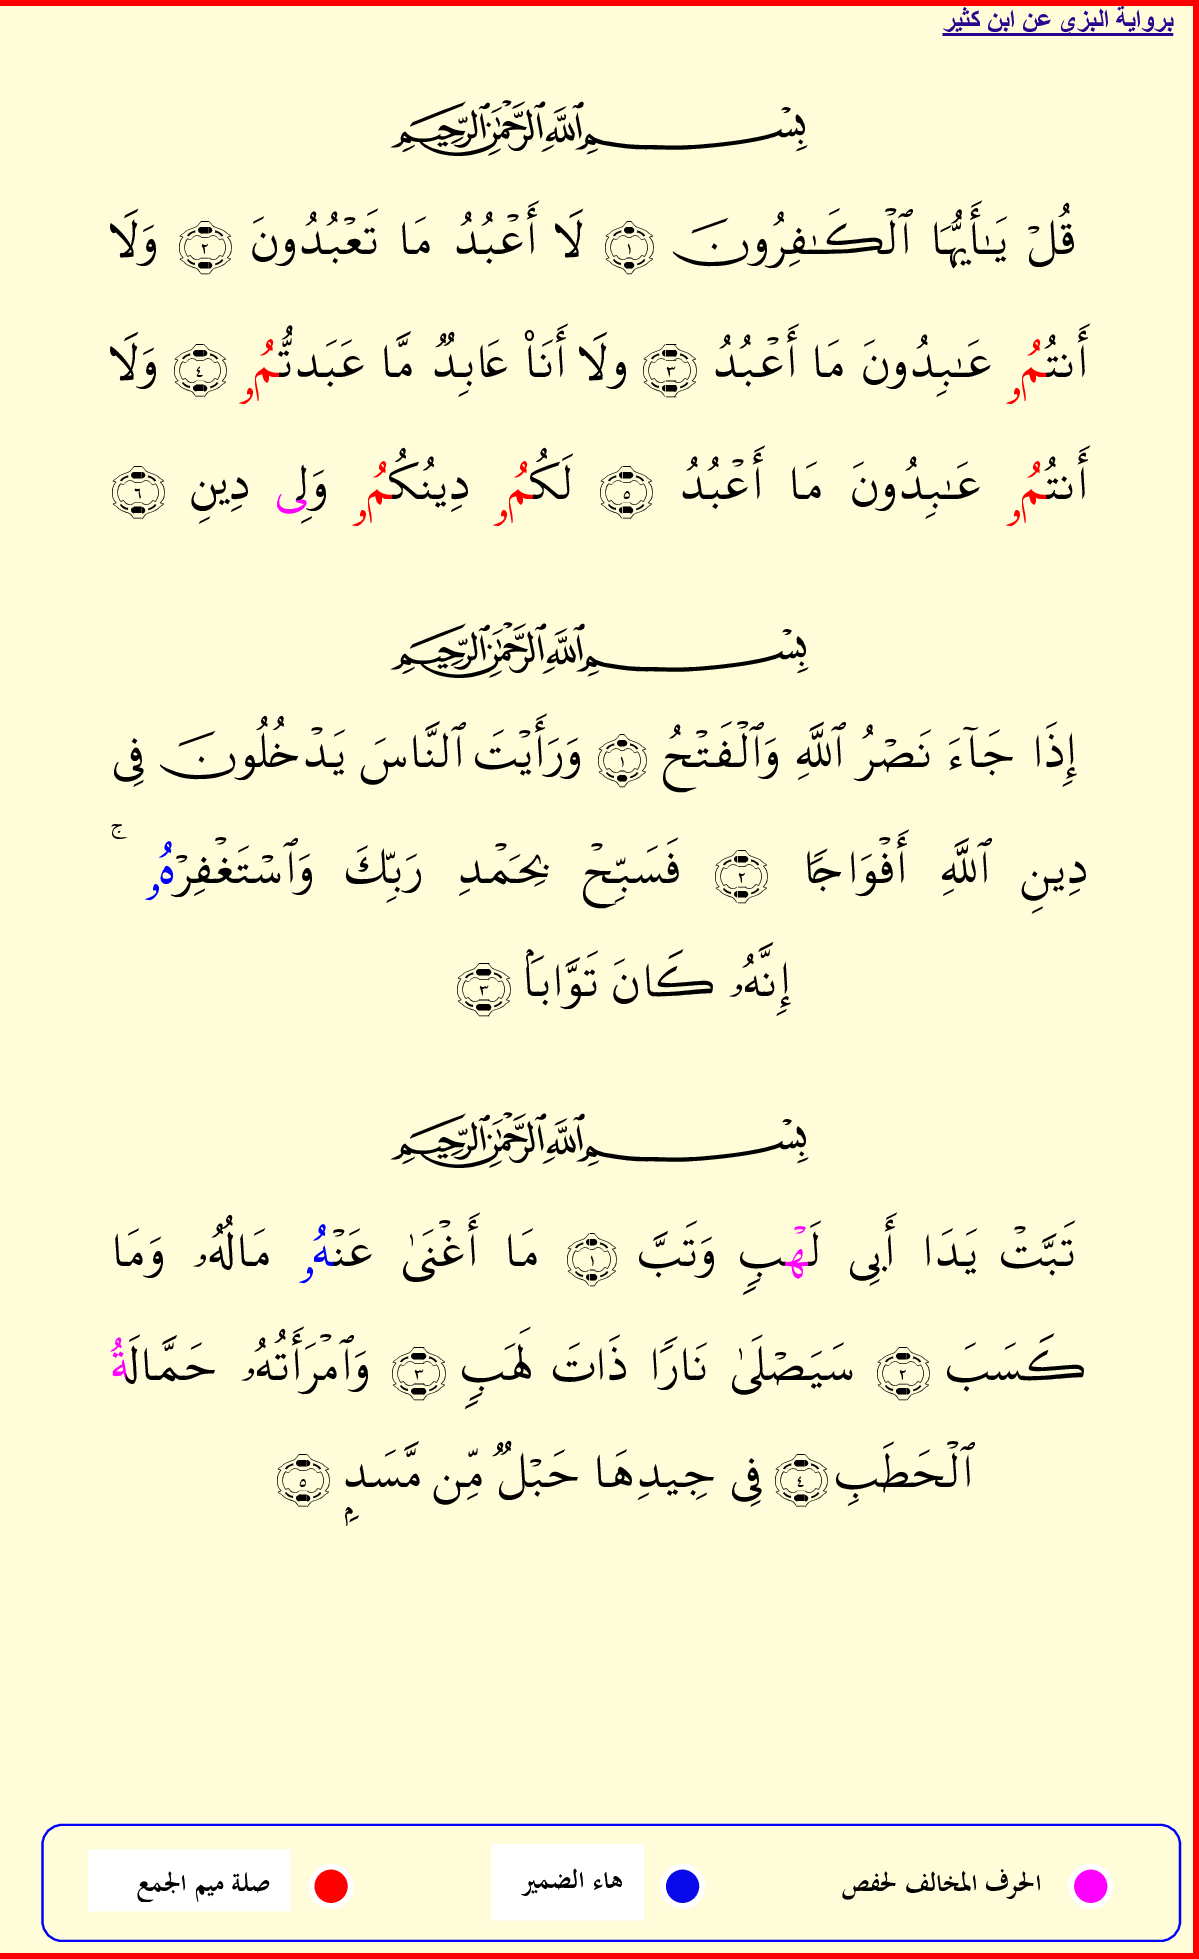 برواية البزي عن ابن كثير
بِسْمِ ٱللَّهِ ٱلرَّحْمَٰنِ ٱلرَّحِيمِ
قُلْ يَـٰأَيُّهَا ٱلْكَـٰفِرُونَ ١ لَا أَعْبُدُ مَا تَعْبُدُونَ ٢ وَلَا
أَنتُمُۥ عَـٰبِدُونَ مَا أَعْبُدُ ٣ ولَا أَنَا۠ عَابِدٌ مَّا عَبَدتُّمُۥ ٤ وَلَا
أَنتُمُۥ عَـٰبِدُونَ مَا أَعْبُدُ ٥ لَكُمُۥ دِينُكُمُۥ وَلِى دِينِ ٦
بِسْمِ ٱللَّهِ ٱلرَّحْمَٰنِ ٱلرَّحِيمِ
إِذَا جَآءَ نَصْرُ ٱللَّهِ وَٱلْفَتْحُ ١ وَرَأَيْتَ ٱلنَّاسَ يَدْخُلُونَ فِى
دِينِ ٱللَّهِ أَفْوَاجًا ٢ فَسَبِّحْ بِحَمْدِ رَبِّكَ وَٱسْتَغْفِرْهُۥ ۚ
إِنَّهُۥ كَانَ تَوَّابَۢا ٣
بِسْمِ ٱللَّهِ ٱلرَّحْمَٰنِ ٱلرَّحِيمِ
تَبَّتْ يَدَا أَبِى لَهْبٍ وَتَبَّ ١ مَا أَغْنَىٰ عَنْهُۥ مَالُهُۥ وَمَا
كَسَبَ ٢ سَيَصْلَىٰ نَارًا ذَاتَ لَهَبٍ ٣ وَٱمْرَأَتُهُۥ حَمَّالَةُ
ٱلْحَطَبِ ٤ فِى جِيدِهَا حَبْلٌ مِّن مَّسَدِۭ ٥
الحرف المخالف لحفص هاء الضمير صلة ميم الجمع